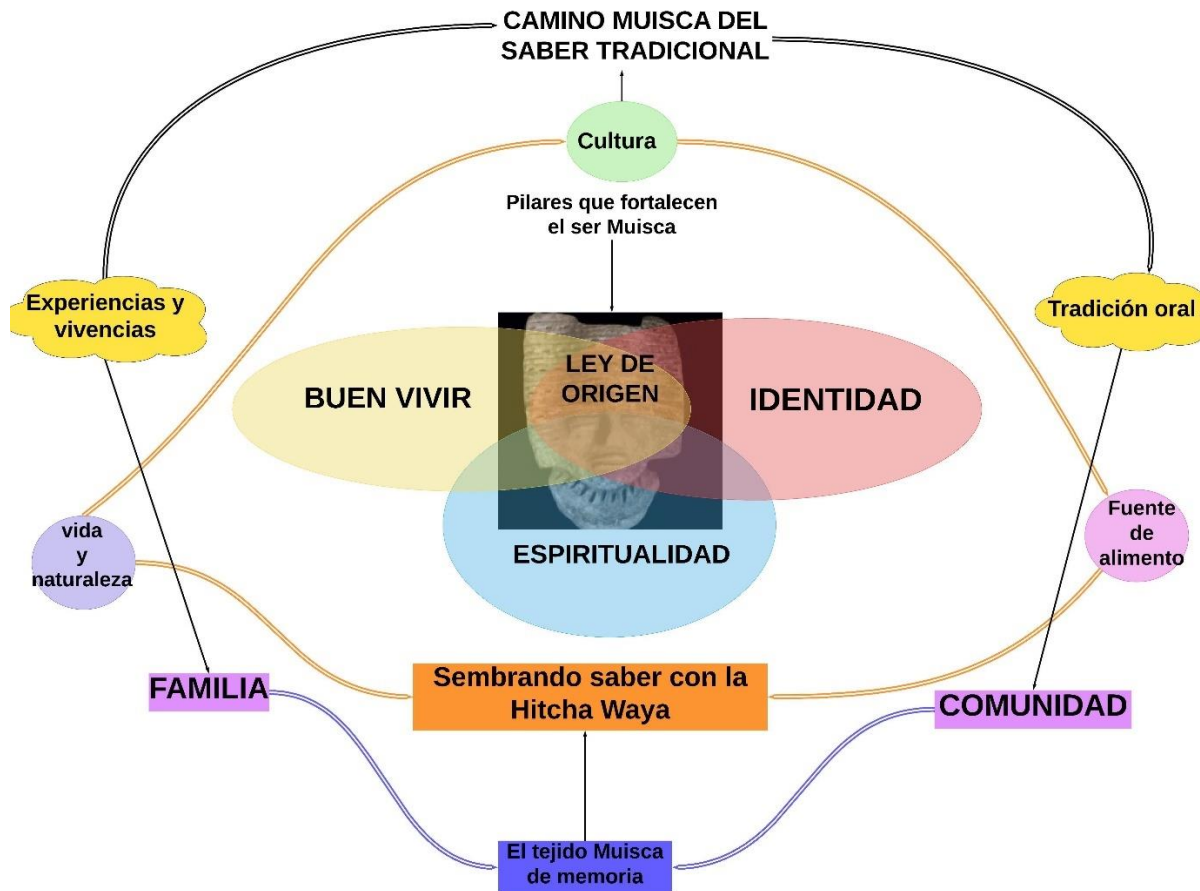 CAMINO MUISCA DEL
SABER TRADICIONAL
Cultura
Pilares que fortalecen
el ser Muisca
Experiencias y
vivencias
Tradición oral
LEY DE
ORIGEN
BUEN VIVIR
IDENTIDAD
ESPIRITUALIDAD
vida
y
naturaleza
Fuente
de
alimento
FAMILIA
Sembrando saber con la
Hitcha Waya
COMUNIDAD
El tejido Muisca
de memoria